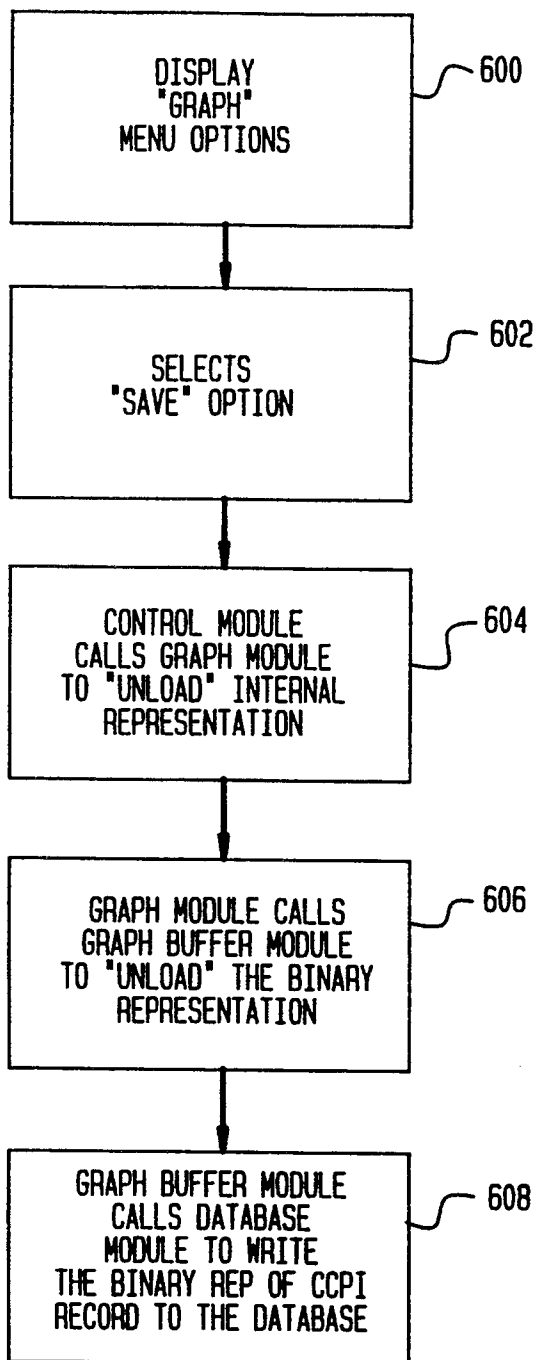 DISPLAY
"GRAPH"
MENU OPTIONS
600
SELECTS
"SAVE" OPTION
602
CONTROL MODULE
CALLS GRAPH MODULE
TO "UNLOAD" INTERNAL
REPRESENTATION
604
GRAPH MODULE CALLS
GRAPH BUFFER MODULE
TO "UNLOAD" THE BINARY
REPRESENTATION
606
GRAPH BUFFER MODULE
CALLS DATABASE
MODULE TO WRITE
THE BINARY REP OF CCPI
RECORD TO THE DATABASE
608